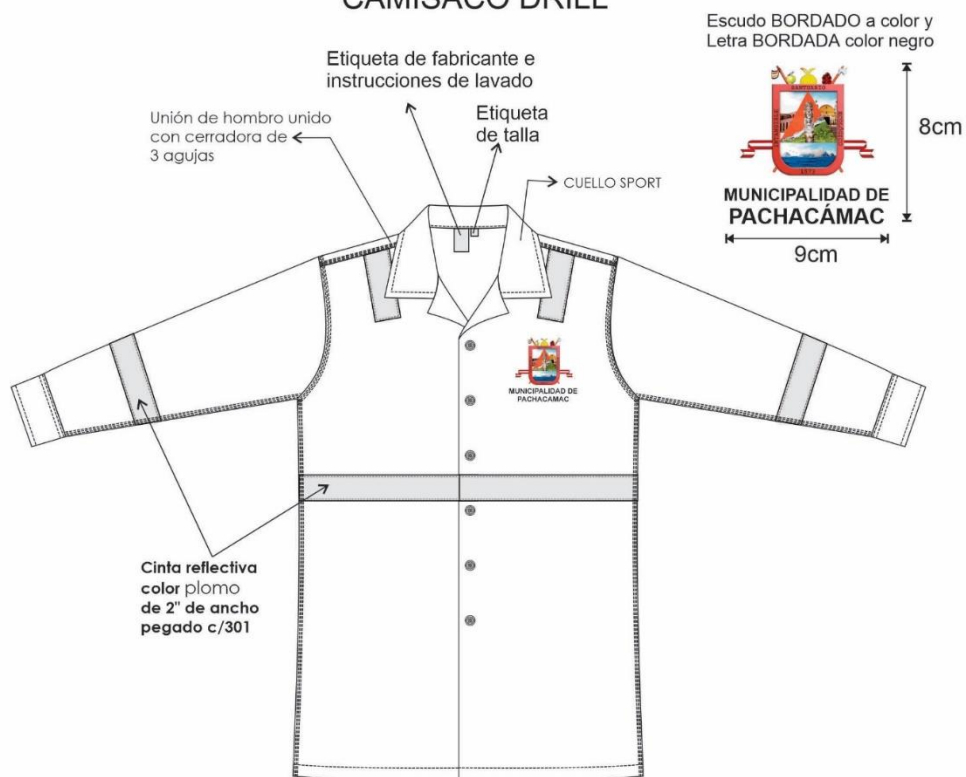 CAMISACO DRILL
Escudo BORDADO a color y
Letra BORDADA color negro
Etiqueta de fabricante e
instrucciones de lavado
Unión de hombro unido
con cerradora de
3 agujas
Etiqueta
de talla
CUELLO SPORT
8cm
MUNICIPALIDAD DE
PACHACÁMAC
9cm
MUNICIPALIDAD DE
PACHACAMAC
Cinta reflectiva
color plomo
de 2" de ancho
pegado c/301